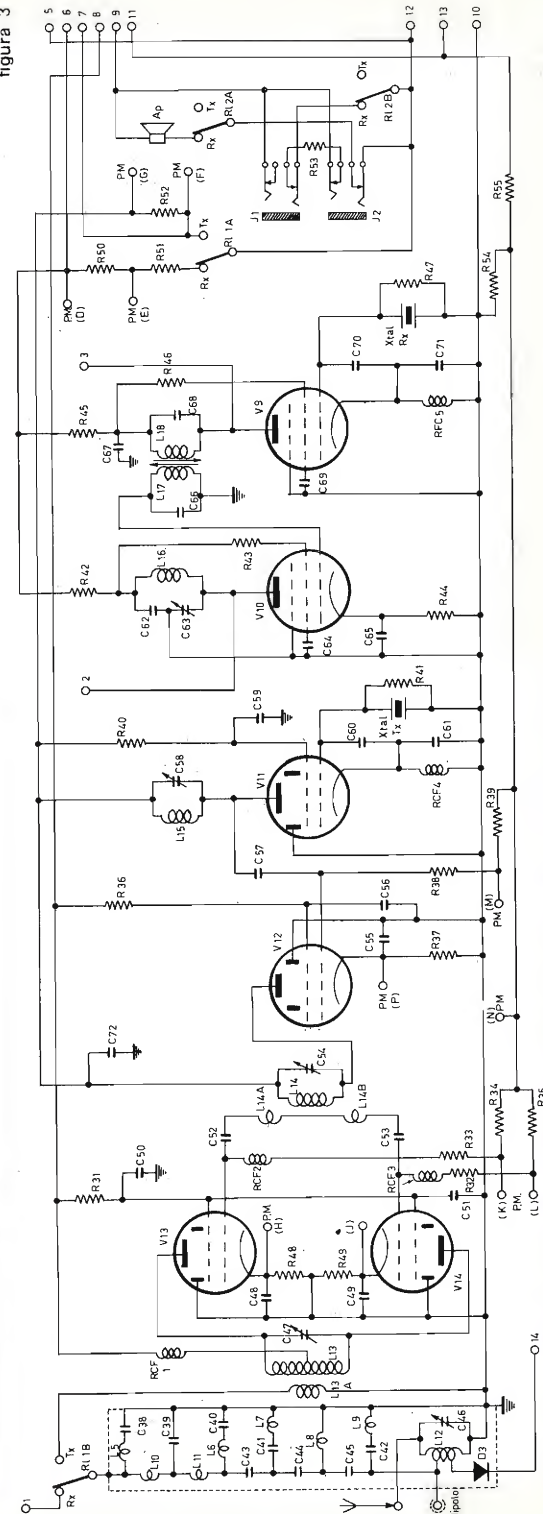 figura 3
5
6
7
8
9
11
Ap
Tx
Rx
Rl2A
PM
(G)
PM
(F)
R52
Tx
Rx
Rl 1A
R50
R51
PM
(D)
PM
(E)
J1
R53
J2
Tx
Rx
Rl2B
12
13
10
R55
R54
R47
Xtal
Rx
C70
C71
3
R46
R45
C67
L18
C68
L17
C66
V9
C69
RFC5
R42
L16
C62
C63
R43
V10
C64
C65
R44
2
R40
C59
C58
L15
V11
R41
Xtal
Tx
C60
C61
RCF4
R39
C57
R38
PM
(M)
R36
V12
C56
C55
R37
PM
(P)
(N)
PM
C72
C54
L14
L14A
L14B
C52
C53
RCF2
RCF3
R33
R32
R34
R35
(K)
P.M.
(L)
R31
C50
V13
P.M
(H)
R48
R49
(J)
C48
C49
C51
V14
C47
RCF
1
L13
L13
A
Tx
Rx
Rl1B
1
L5
C38
C39
C40
L10
L6
L11
C43
L7
C41
C44
L8
L9
C45
C42
L12
C46
D3
ipolo
14